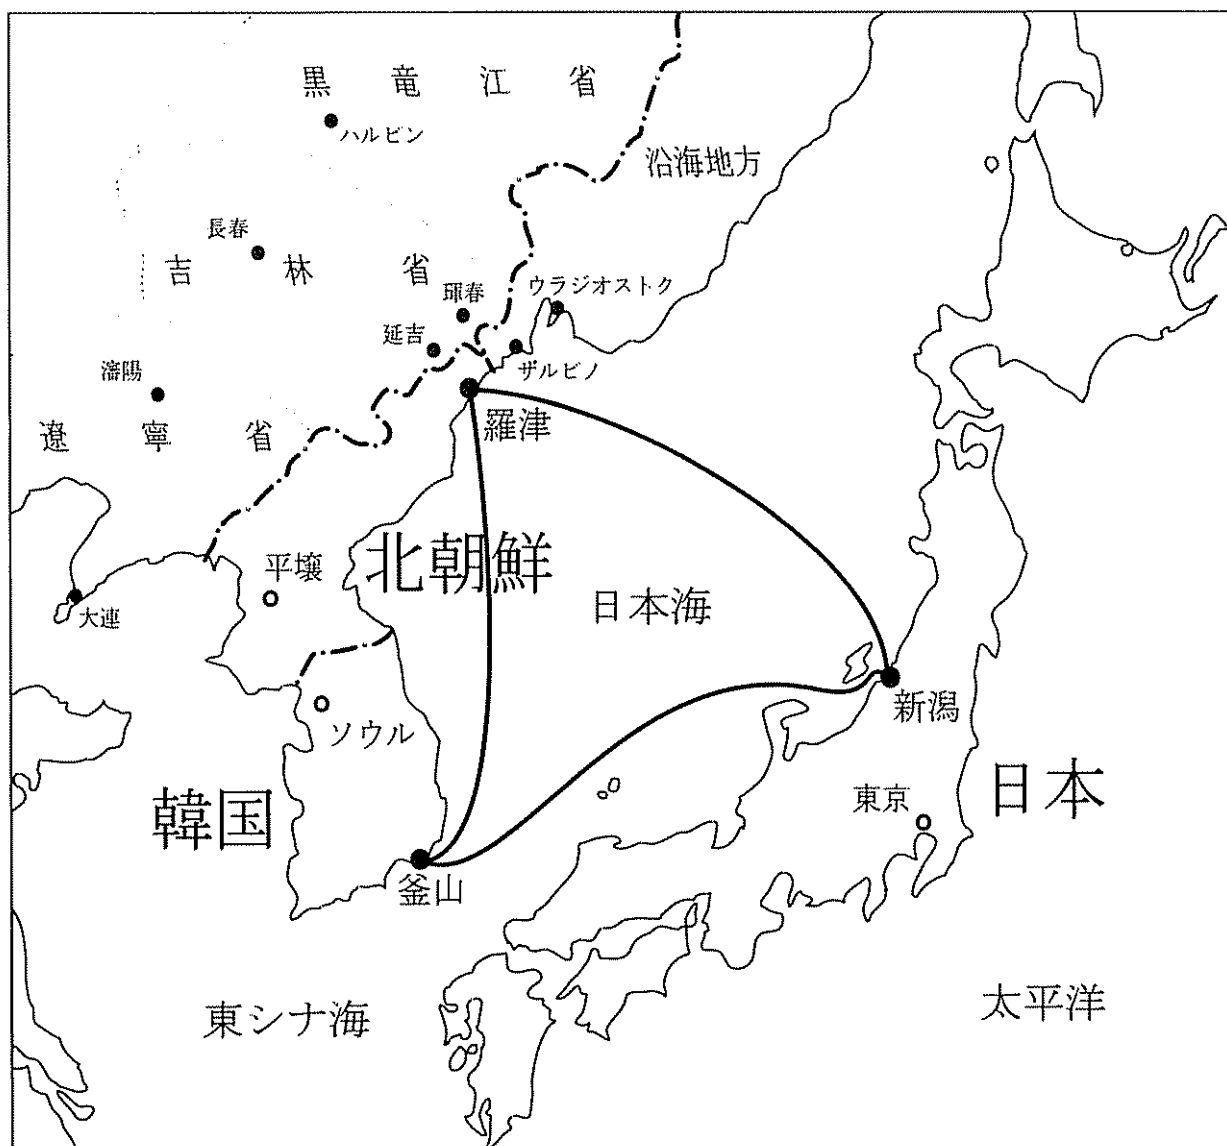 黒竜江省
ハルビン
沿海地方
長春
吉林省
琿春
ウラジオストク
延吉
ザルビノ
瀋陽
羅津
遼寧省
北朝鮮
平壌
日本海
大連
新潟
ソウル
日本
東京
韓国
釜山
東シナ海
太平洋